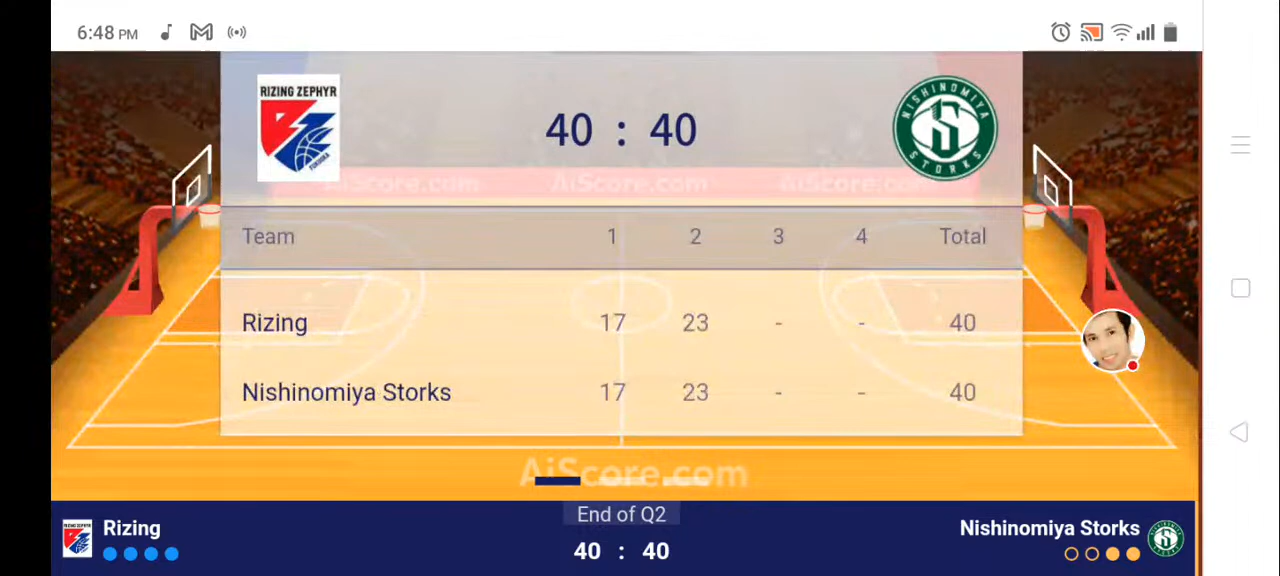 6:48 PM
RIZING ZEPHYR
FUKUOKA
40 : 40
NISHINOMIYA
STORKS
AiScore.com AiScore.com AiScore.com
Team 1 2 3 4 Total
Rizing 17 23 - - 40
Nishinomiya Storks 17 23 - - 40
AiScore.com
End of Q2
RIZING ZEPHYR
Rizing
40 : 40
Nishinomiya Storks